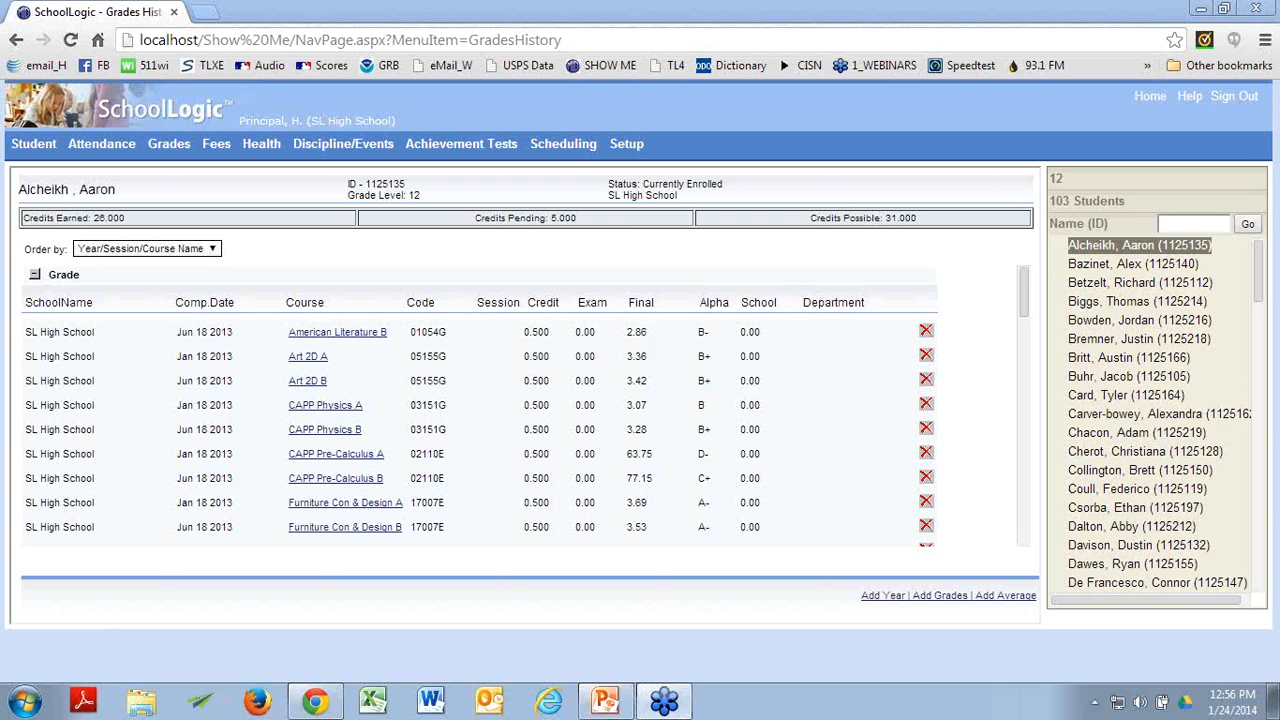 SchoolLogic - Grades Hist
localhost/Show%20Me/NavPage.aspx?MenuItem=GradesHistory
email_H FB 511wi TLXE Audio Scores GRB eMail_W USPS Data SHOW ME TL4 Dictionary CISN 1_WEBINARS Speedtest 93.1 FM » Other bookmarks
SchoolLogic™
Principal, H. (SL High School)
Home Help Sign Out
Student Attendance Grades Fees Health Discipline/Events Achievement Tests Scheduling Setup
Alcheikh , Aaron
ID - 1125135
Grade Level: 12
Status: Currently Enrolled
SL High School
Credits Earned: 26.000 Credits Pending: 5.000 Credits Possible: 31.000
Order by: Year/Session/Course Name
Grade
SchoolName Comp.Date Course Code Session Credit Exam Final Alpha School Department
SL High School Jun 18 2013 American Literature B 01054G 0.500 0.00 2.86 B- 0.00
SL High School Jan 18 2013 Art 2D A 05155G 0.500 0.00 3.36 B+ 0.00
SL High School Jun 18 2013 Art 2D B 05155G 0.500 0.00 3.42 B+ 0.00
SL High School Jan 18 2013 CAPP Physics A 03151G 0.500 0.00 3.07 B 0.00
SL High School Jun 18 2013 CAPP Physics B 03151G 0.500 0.00 3.28 B+ 0.00
SL High School Jan 18 2013 CAPP Pre-Calculus A 02110E 0.500 0.00 63.75 D- 0.00
SL High School Jun 18 2013 CAPP Pre-Calculus B 02110E 0.500 0.00 77.15 C+ 0.00
SL High School Jan 18 2013 Furniture Con & Design A 17007E 0.500 0.00 3.69 A- 0.00
SL High School Jun 18 2013 Furniture Con & Design B 17007E 0.500 0.00 3.53 A- 0.00
Add Year | Add Grades | Add Average
12
103 Students
Name (ID) Go
Alcheikh, Aaron (1125135)
Bazinet, Alex (1125140)
Betzelt, Richard (1125112)
Biggs, Thomas (1125214)
Bowden, Jordan (1125216)
Bremner, Justin (1125218)
Britt, Austin (1125166)
Buhr, Jacob (1125105)
Card, Tyler (1125164)
Carver-bowey, Alexandra (112516
Chacon, Adam (1125219)
Cherot, Christiana (1125128)
Collington, Brett (1125150)
Coull, Federico (1125119)
Csorba, Ethan (1125197)
Dalton, Abby (1125212)
Davison, Dustin (1125132)
Dawes, Ryan (1125155)
De Francesco, Connor (1125147)
12:56 PM
1/24/2014